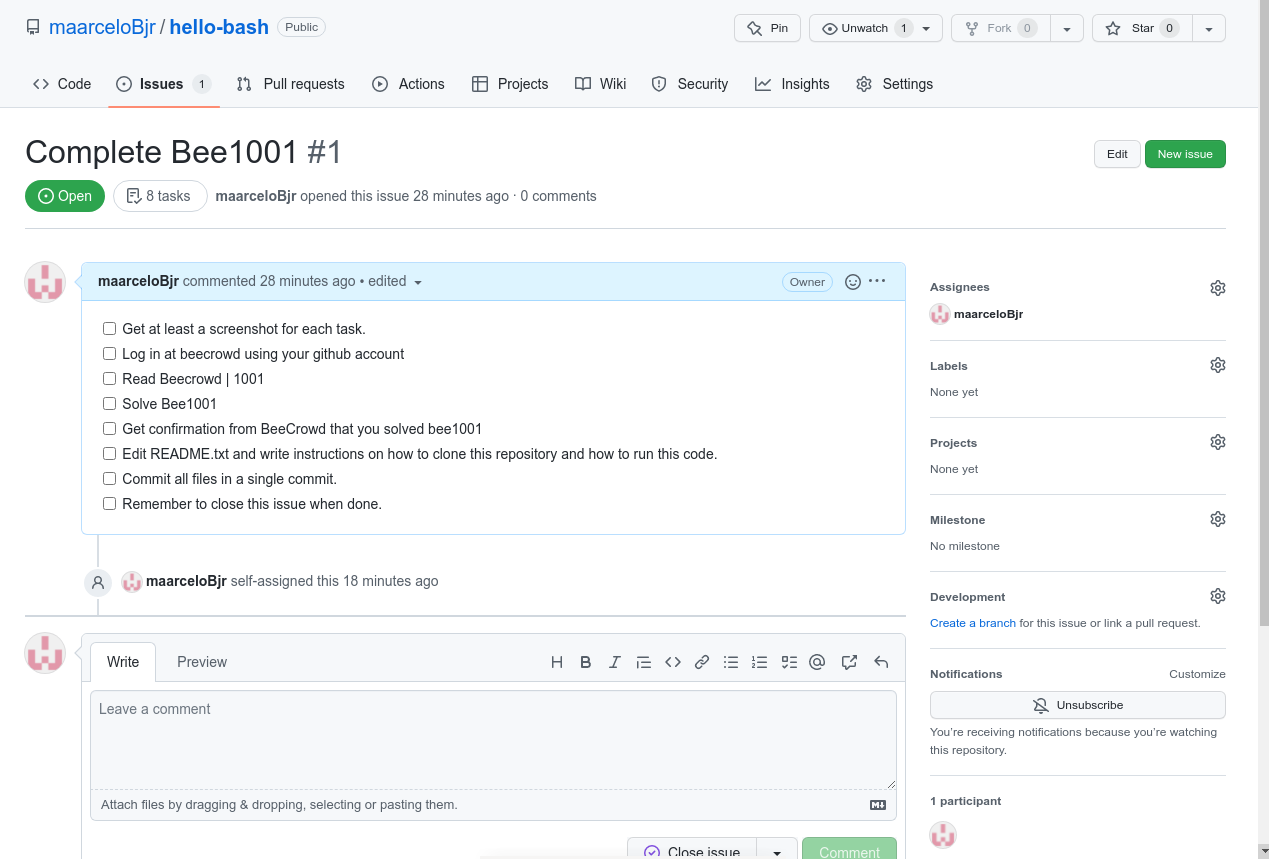 maarceloBjr / hello-bash Public Pin Unwatch 1 Fork 0 Star 0
Code Issues 1 Pull requests Actions Projects Wiki Security Insights Settings
Complete Bee1001 #1
Edit New issue
Open 8 tasks maarceloBjr opened this issue 28 minutes ago · 0 comments
maarceloBjr commented 28 minutes ago • edited Owner
Get at least a screenshot for each task.
Log in at beecrowd using your github account
Read Beecrowd | 1001
Solve Bee1001
Get confirmation from BeeCrowd that you solved bee1001
Edit README.txt and write instructions on how to clone this repository and how to run this code.
Commit all files in a single commit.
Remember to close this issue when done.
maarceloBjr self-assigned this 18 minutes ago
Write Preview
Leave a comment
Attach files by dragging & dropping, selecting or pasting them.
Close issue Comment
Assignees
maarceloBjr
Labels
None yet
Projects
None yet
Milestone
No milestone
Development
Create a branch for this issue or link a pull request.
Notifications Customize
Unsubscribe
You're receiving notifications because you're watching
this repository.
1 participant